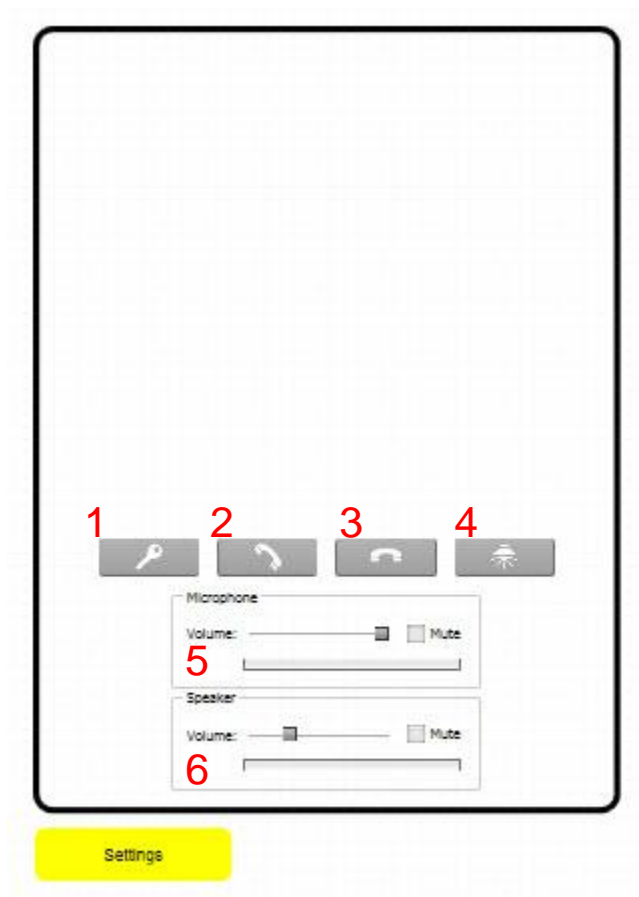 1 2 3 4
Microphone
Volume: Mute
5
Speaker
Volume: Mute
6
Settings